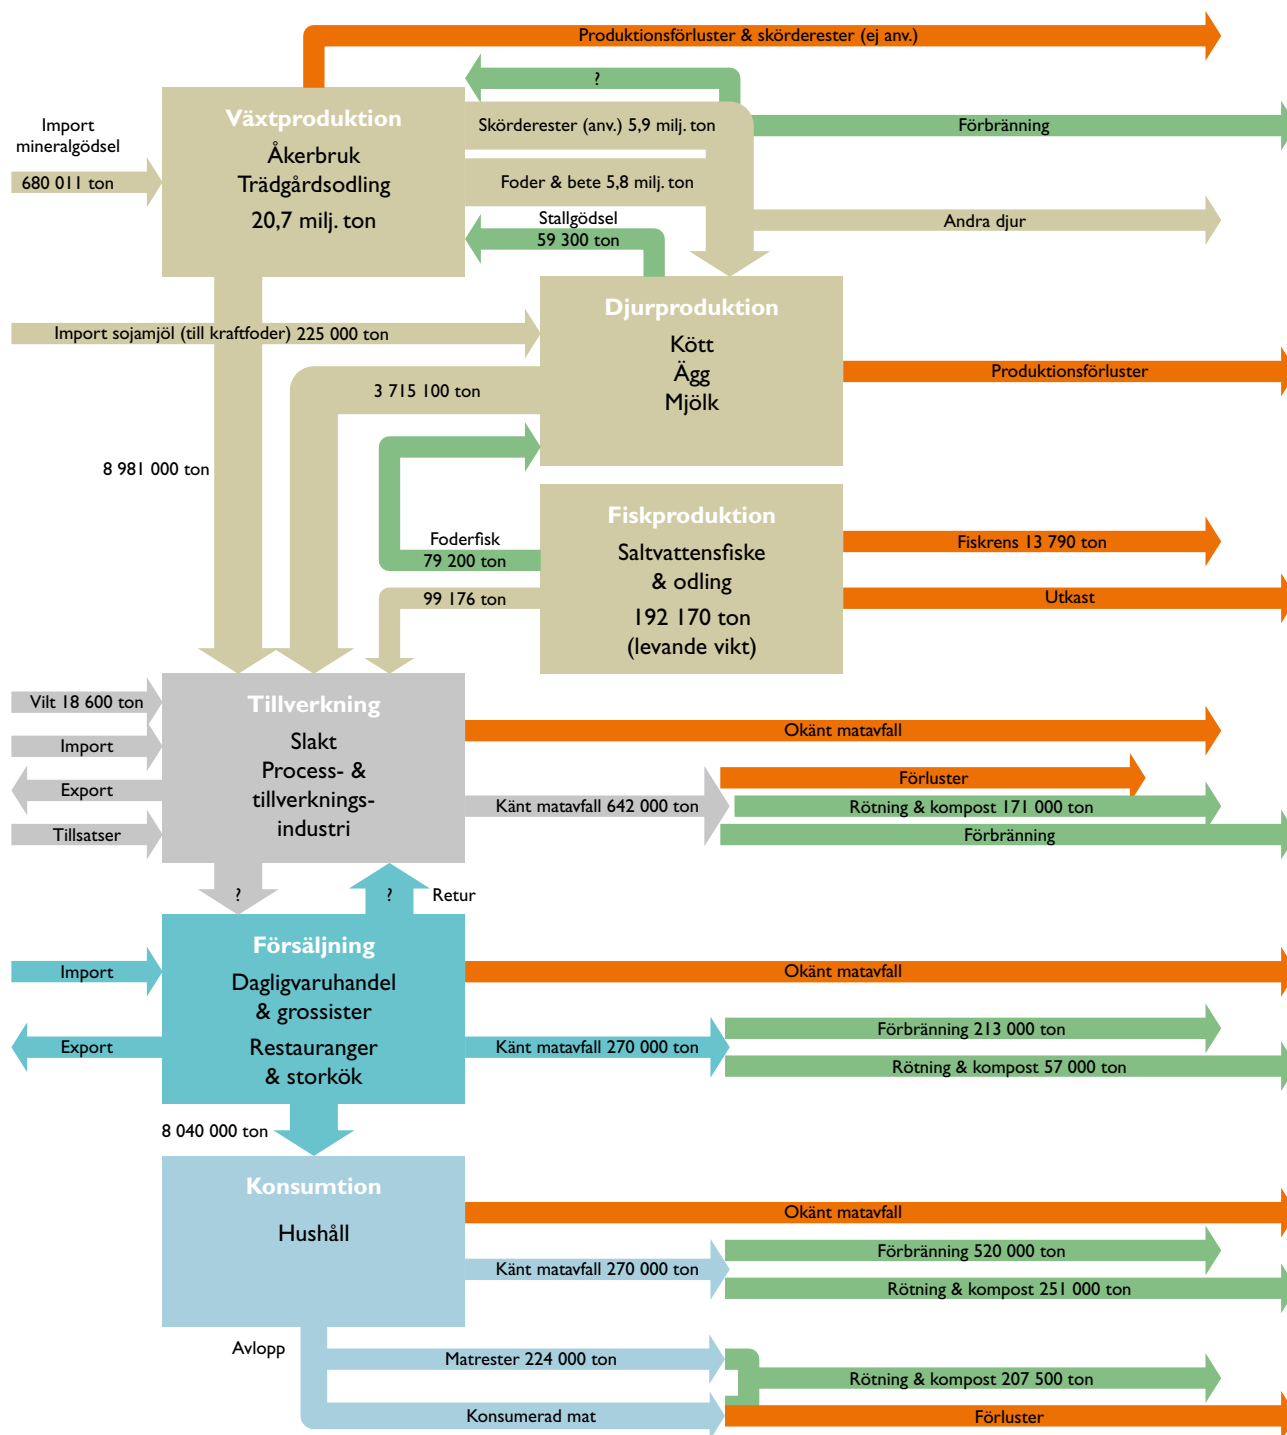 Produktionsförluster & skörderester (ej anv.)
?
Växtproduktion
Åkerbruk
Trädgårdsodling
20,7 milj. ton
Import
mineralgödsel
680 011 ton
Skörderester (anv.) 5,9 milj. ton
Förbränning
Foder & bete 5,8 milj. ton
Stallgödsel
59 300 ton
Andra djur
Djurproduktion
Kött
Ägg
Mjölk
Import sojamjöl (till kraftfoder) 225 000 ton
Produktionsförluster
3 715 100 ton
8 981 000 ton
Fiskproduktion
Saltvattensfiske
& odling
192 170 ton
(levande vikt)
Foderfisk
79 200 ton
99 176 ton
Fiskrens 13 790 ton
Utkast
Vilt 18 600 ton
Import
Export
Tillsatser
Tillverkning
Slakt
Process- &
tillverknings-
industri
Okänt matavfall
Känt matavfall 642 000 ton
Förluster
Rötning & kompost 171 000 ton
Förbränning
?
?
Retur
Import
Export
Försäljning
Dagligvaruhandel
& grossister
Restauranger
& storkök
Okänt matavfall
Känt matavfall 270 000 ton
Förbränning 213 000 ton
Rötning & kompost 57 000 ton
8 040 000 ton
Konsumtion
Hushåll
Okänt matavfall
Känt matavfall 270 000 ton
Förbränning 520 000 ton
Rötning & kompost 251 000 ton
Avlopp
Matrester 224 000 ton
Rötning & kompost 207 500 ton
Konsumerad mat
Förluster